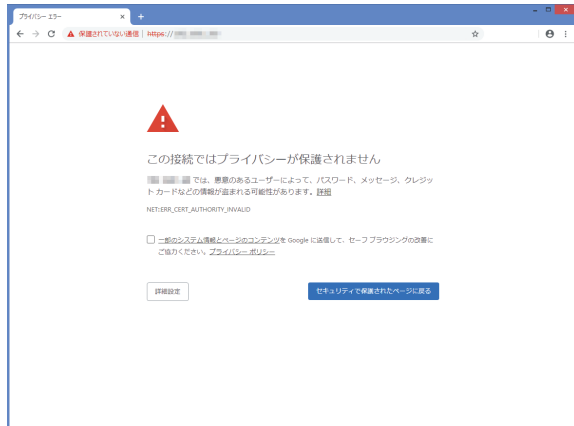 プライバシー エラー
保護されていない通信 https://
この接続ではプライバシーが保護されません
では、悪意のあるユーザーによって、パスワード、メッセージ、クレジッ
ト カードなどの情報が盗まれる可能性があります。詳細
NET::ERR_CERT_AUTHORITY_INVALID
一部のシステム情報とページのコンテンツを Google に送信して、セーフ ブラウジングの改善に
ご協力ください。プライバシー ポリシー
詳細設定
セキュリティで保護されたページに戻る